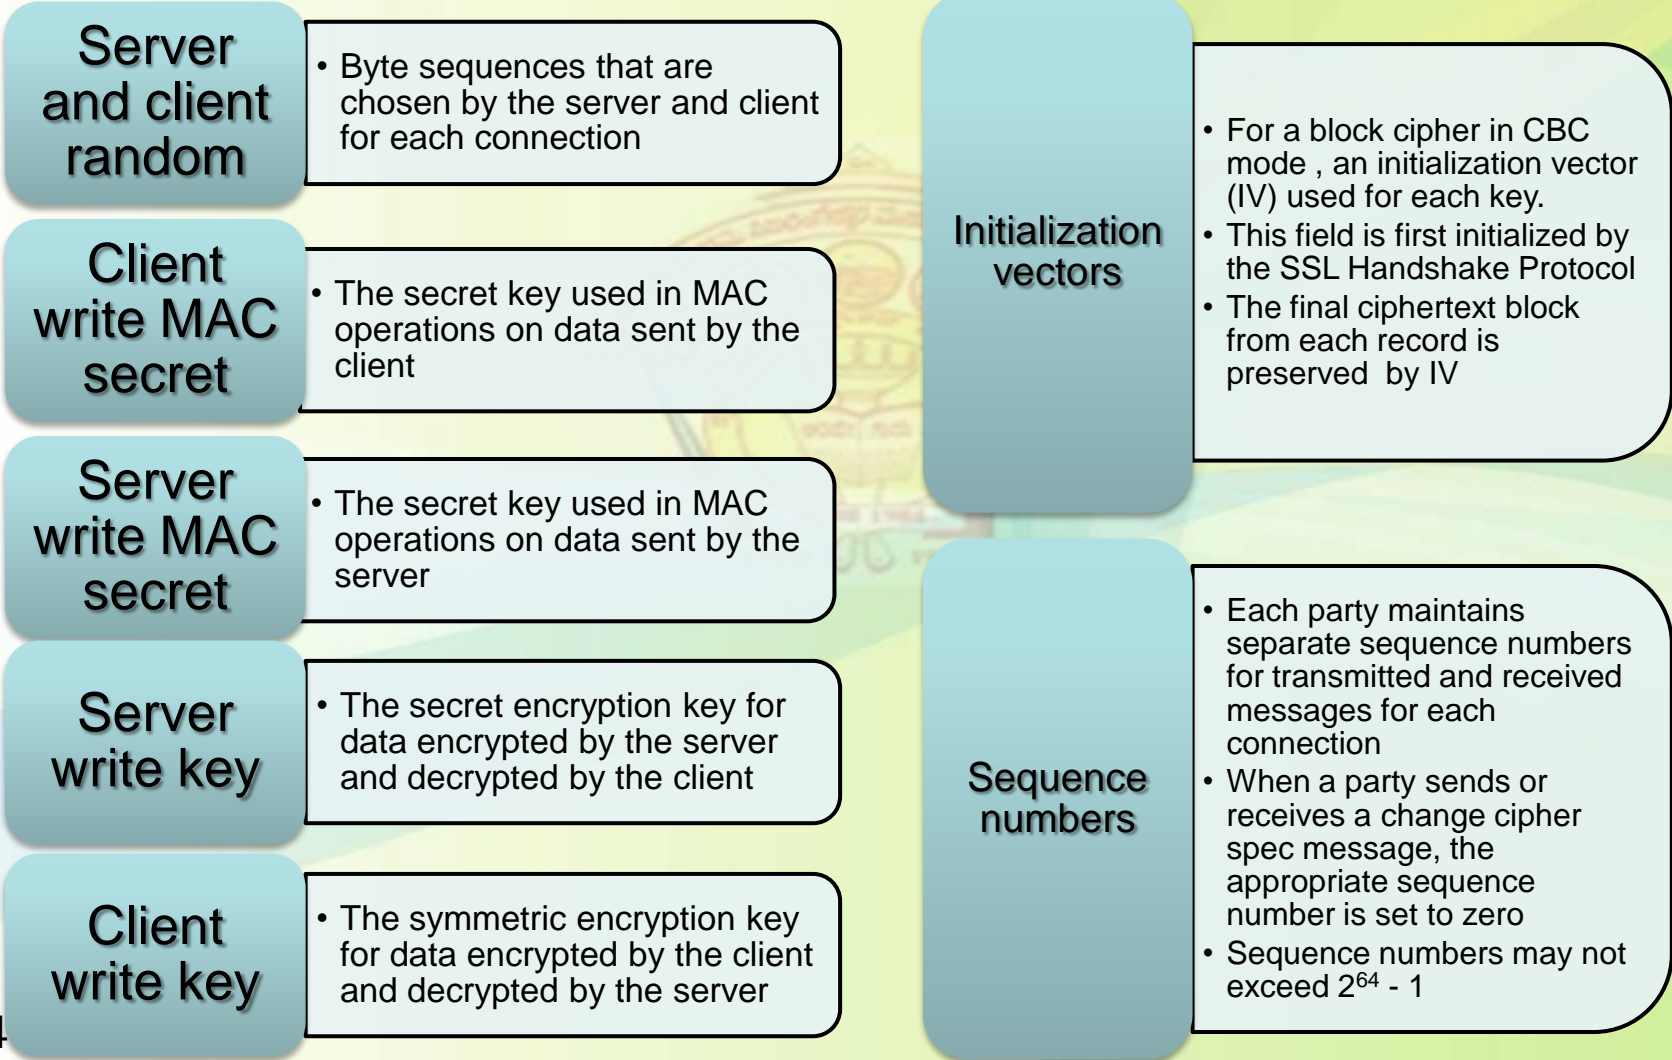 Server
and client
random
• Byte sequences that are
chosen by the server and client
for each connection
Client
write MAC
secret
• The secret key used in MAC
operations on data sent by the
client
Server
write MAC
secret
• The secret key used in MAC
operations on data sent by the
server
Server
write key
• The secret encryption key for
data encrypted by the server
and decrypted by the client
Client
write key
• The symmetric encryption key
for data encrypted by the client
and decrypted by the server
Initialization
vectors
• For a block cipher in CBC
mode , an initialization vector
(IV) used for each key.
• This field is first initialized by
the SSL Handshake Protocol
• The final ciphertext block
from each record is
preserved  by IV
Sequence
numbers
• Each party maintains
separate sequence numbers
for transmitted and received
messages for each
connection
• When a party sends or
receives a change cipher
spec message, the
appropriate sequence
number is set to zero
• Sequence numbers may not
exceed 2⁶⁴ - 1